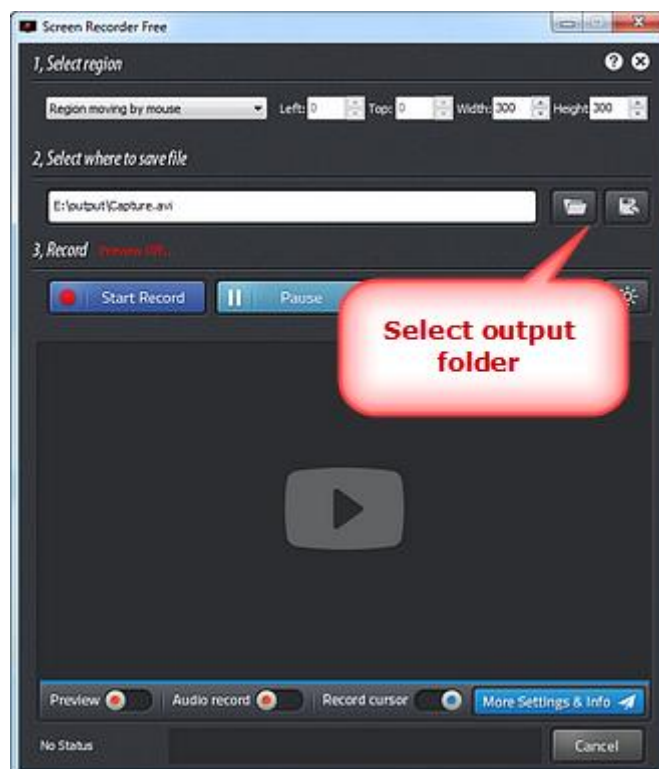 Screen Recorder Free
1, Select region
Region moving by mouse Left: 0 Top: 0 Width: 300 Height 300
2, Select where to save file
E:\output\Capture.avi
3, Record Preview Off...
Start Record Pause
Select output
folder
Preview Audio record Record cursor More Settings & Info
No Status Cancel